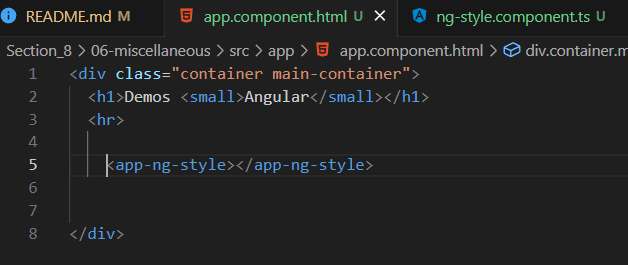 README.md M app.component.html U ng-style.component.ts U
Section_8 > 06-miscellaneous > src > app > app.component.html > div.container.m
1 <div class="container main-container">
2 <h1>Demos <small>Angular</small></h1>
3 <hr>
4
5 <app-ng-style></app-ng-style>
6
7
8 </div>